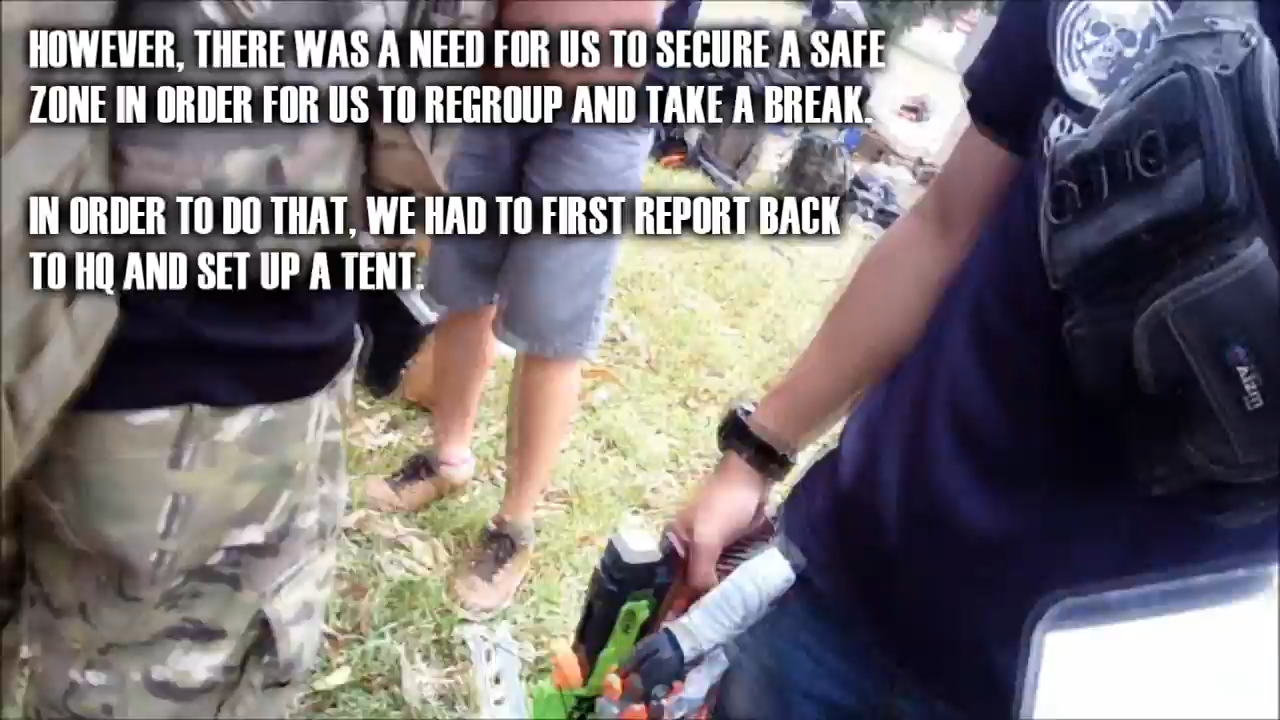 HOWEVER, THERE WAS A NEED FOR US TO SECURE A SAFE
ZONE IN ORDER FOR US TO REGROUP AND TAKE A BREAK.
IN ORDER TO DO THAT, WE HAD TO FIRST REPORT BACK
TO HQ AND SET UP A TENT.